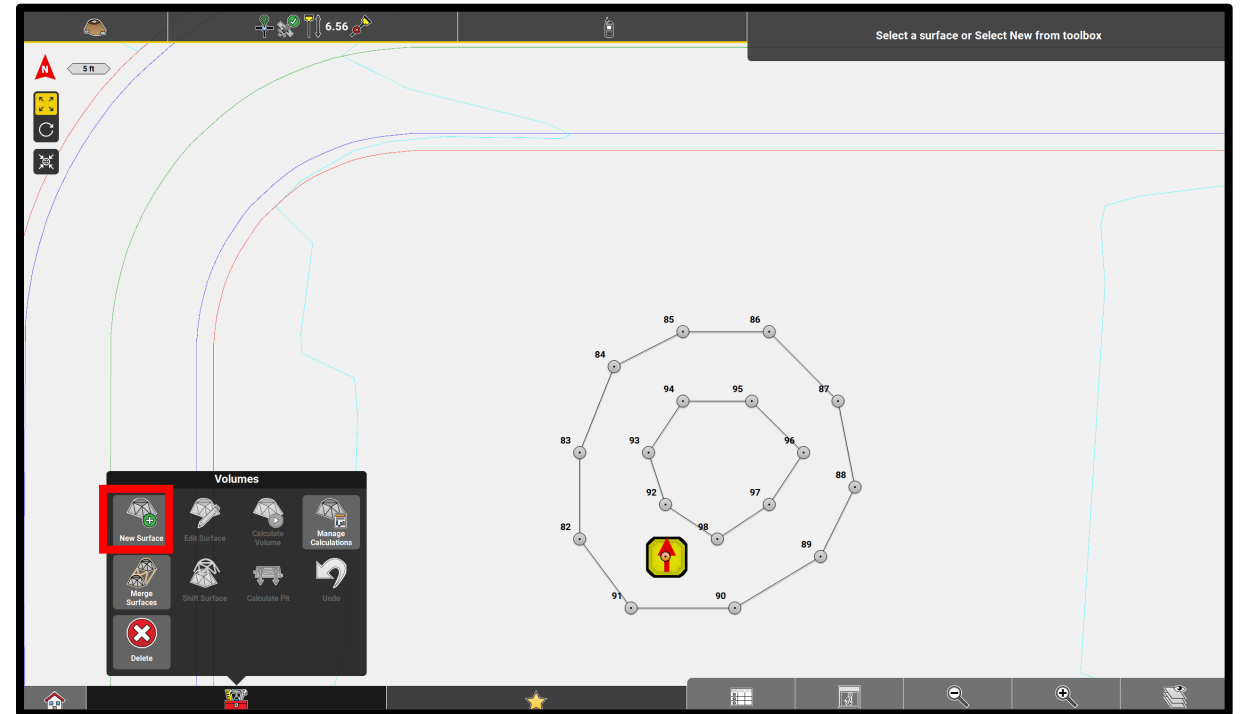 6.56
Select a surface or Select New from toolbox
N
5 ft
85
86
84
94
95
87
83
93
96
88
92
97
82
98
89
91
90
Volumes
New Surface
Edit Surface
Calculate
Volume
Manage
Calculations
Merge
Surfaces
Shift Surface
Calculate Pit
Undo
Delete